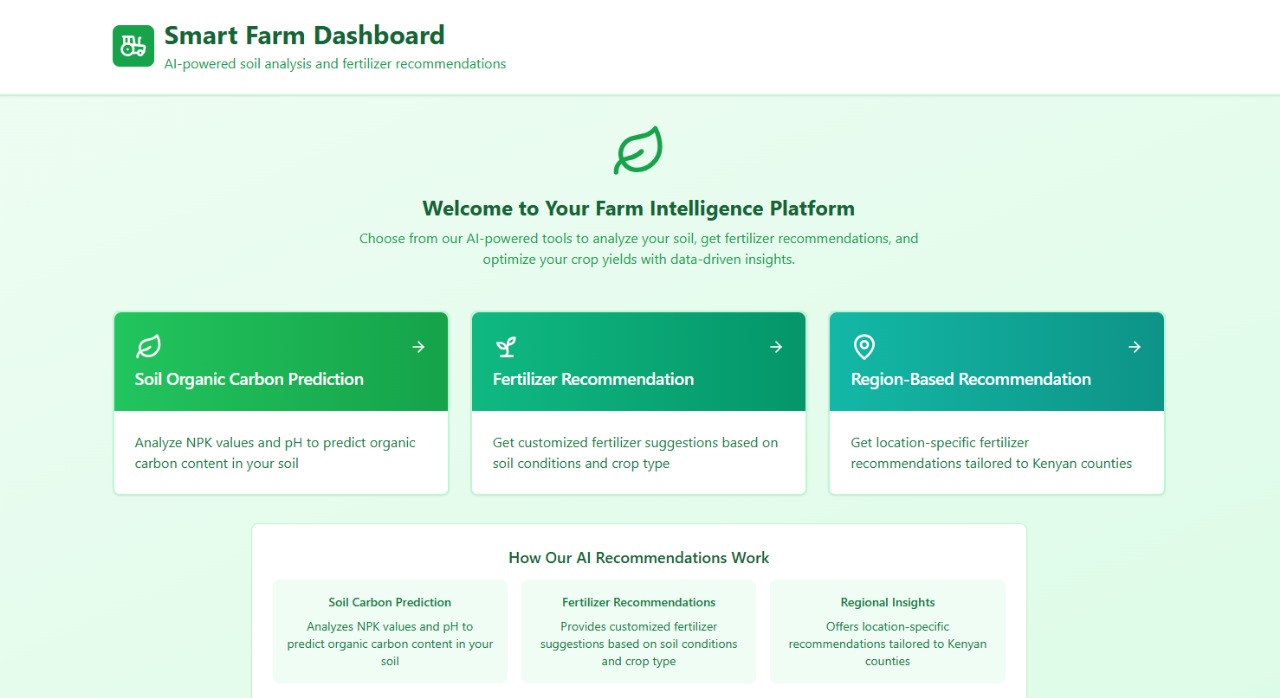 Smart Farm Dashboard
AI-powered soil analysis and fertilizer recommendations
Welcome to Your Farm Intelligence Platform
Choose from our AI-powered tools to analyze your soil, get fertilizer recommendations, and
optimize your crop yields with data-driven insights.
Soil Organic Carbon Prediction
Analyze NPK values and pH to predict organic
carbon content in your soil
Fertilizer Recommendation
Get customized fertilizer suggestions based on
soil conditions and crop type
Region-Based Recommendation
Get location-specific fertilizer
recommendations tailored to Kenyan counties
How Our AI Recommendations Work
Soil Carbon Prediction
Analyzes NPK values and pH to
predict organic carbon content in your
soil
Fertilizer Recommendations
Provides customized fertilizer
suggestions based on soil conditions
and crop type
Regional Insights
Offers location-specific
recommendations tailored to Kenyan
counties